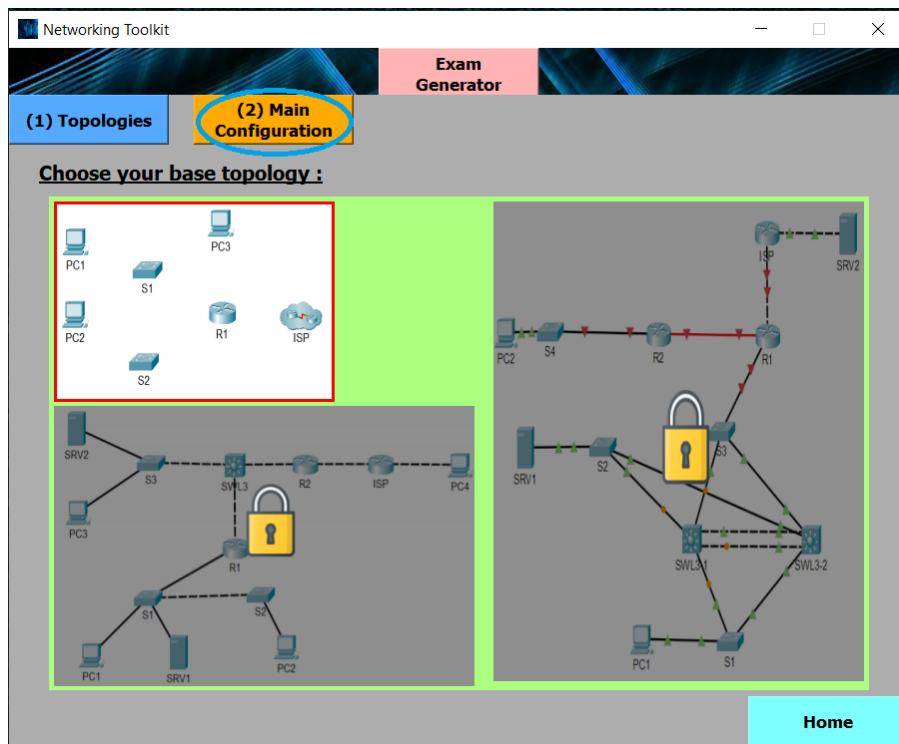 Networking Toolkit
Exam
Generator
(1) Topologies
(2) Main
Configuration
Choose your base topology :
PC3
PC1
S1
PC2
R1
ISP
S2
ISP
SRV2
PC2
S4
R2
R1
SRV1
S2
S3
SWL3-1
SWL3-2
PC1
S1
SRV2
S3
SWL3
R2
ISP
PC4
PC3
R1
S1
S2
PC1
SRV1
PC2
Home